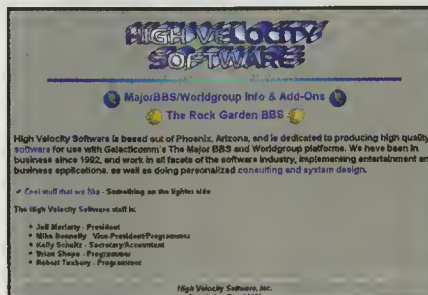 HIGH VELOCITY
SOFTWARE
MajorBBS/Worldgroup Info & Add-Ons
The Rock Garden BBS
High Velocity Software is based out of Phoenix, Arizona, and is dedicated to producing high quality
software for use with Galacticomm's The Major BBS and Worldgroup platforms. We have been in
business since 1992, and work in all facets of the software industry, implementing entertainment an
business applications, as well as doing personalized consulting and system design.
Cool stuff that we like - Something on the lighter side
The High Velocity Software staff is:
Jeff - President
Mike Vice-President/Programmer
Kelly Schultz - Secretary/Accountant
Brian Shepe - Programmer
Robert Tuxbury - Programmer
High Velocity Software, Inc.